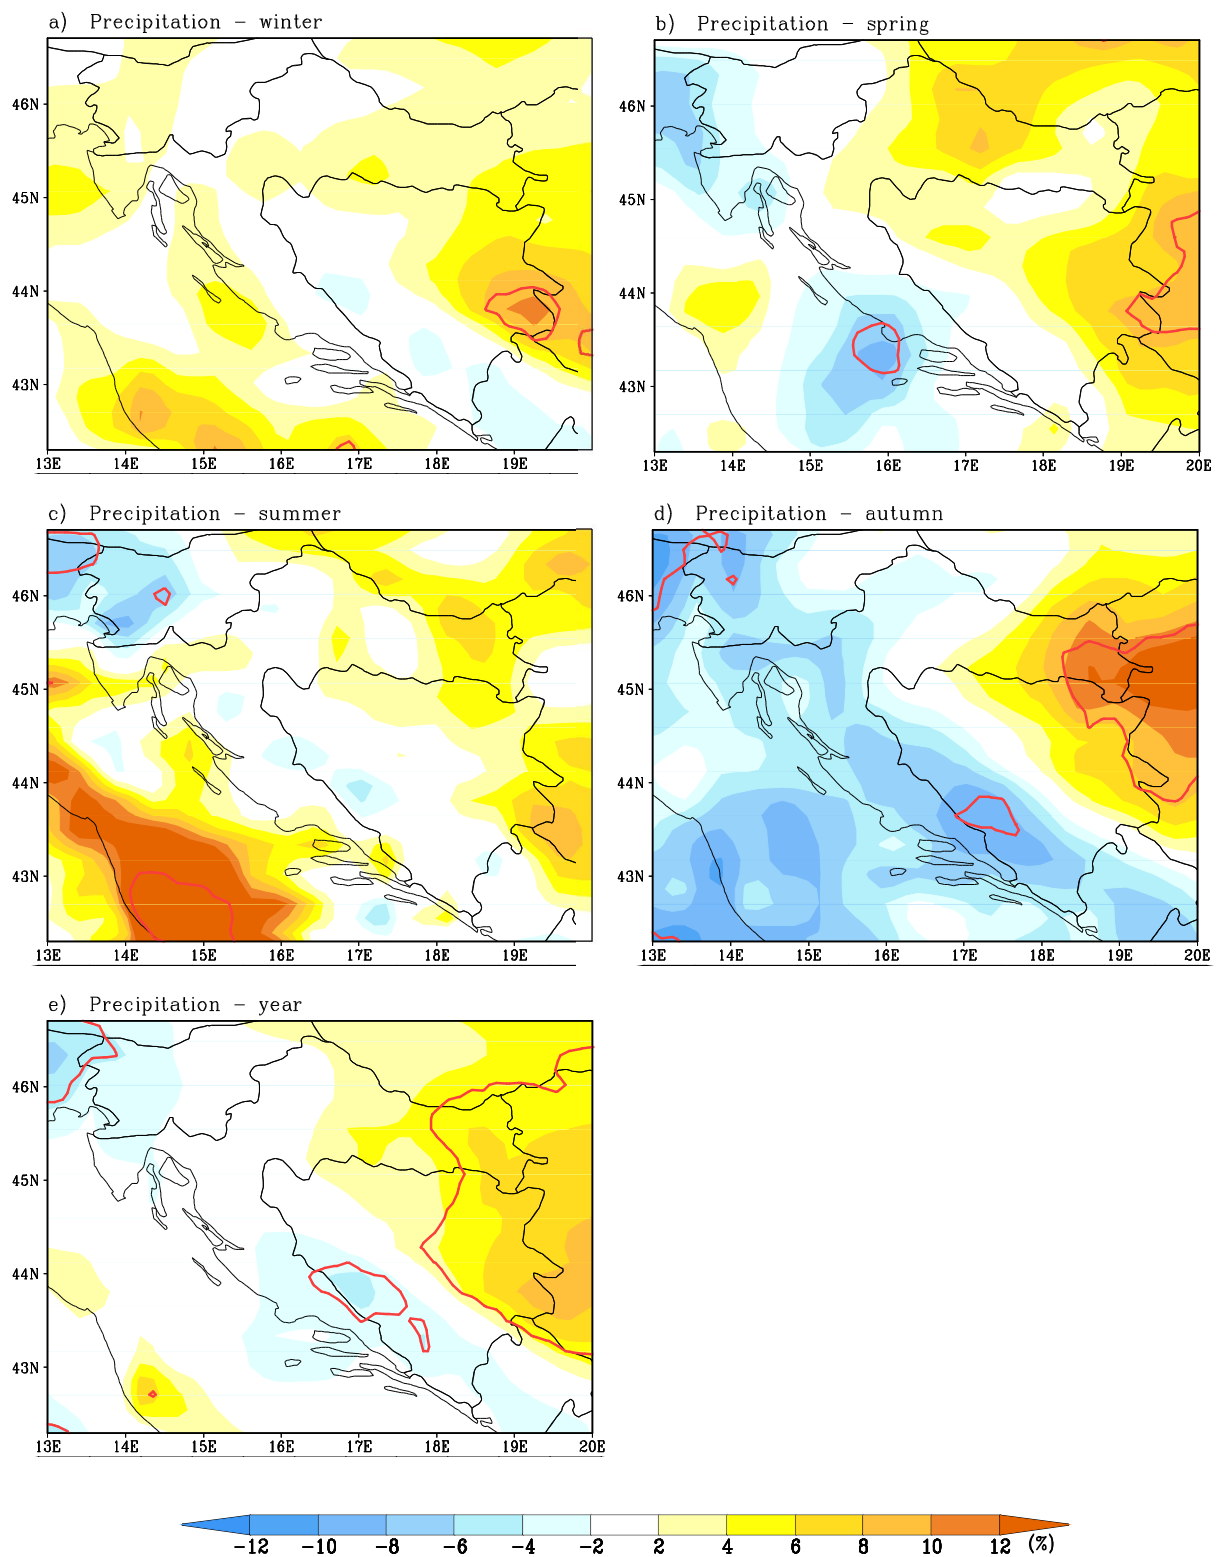 a) Precipitation – winter
46N
45N
44N
43N
13E 14E 15E 16E 17E 18E 19E
b) Precipitation – spring
46N
45N
44N
43N
13E 14E 15E 16E 17E 18E 19E 20E
c) Precipitation – summer
46N
45N
44N
43N
13E 14E 15E 16E 17E 18E 19E
d) Precipitation – autumn
46N
45N
44N
43N
13E 14E 15E 16E 17E 18E 19E 20E
e) Precipitation – year
46N
45N
44N
43N
13E 14E 15E 16E 17E 18E 19E 20E
−12 −10 −8 −6 −4 −2 2 4 6 8 10 12 (%)